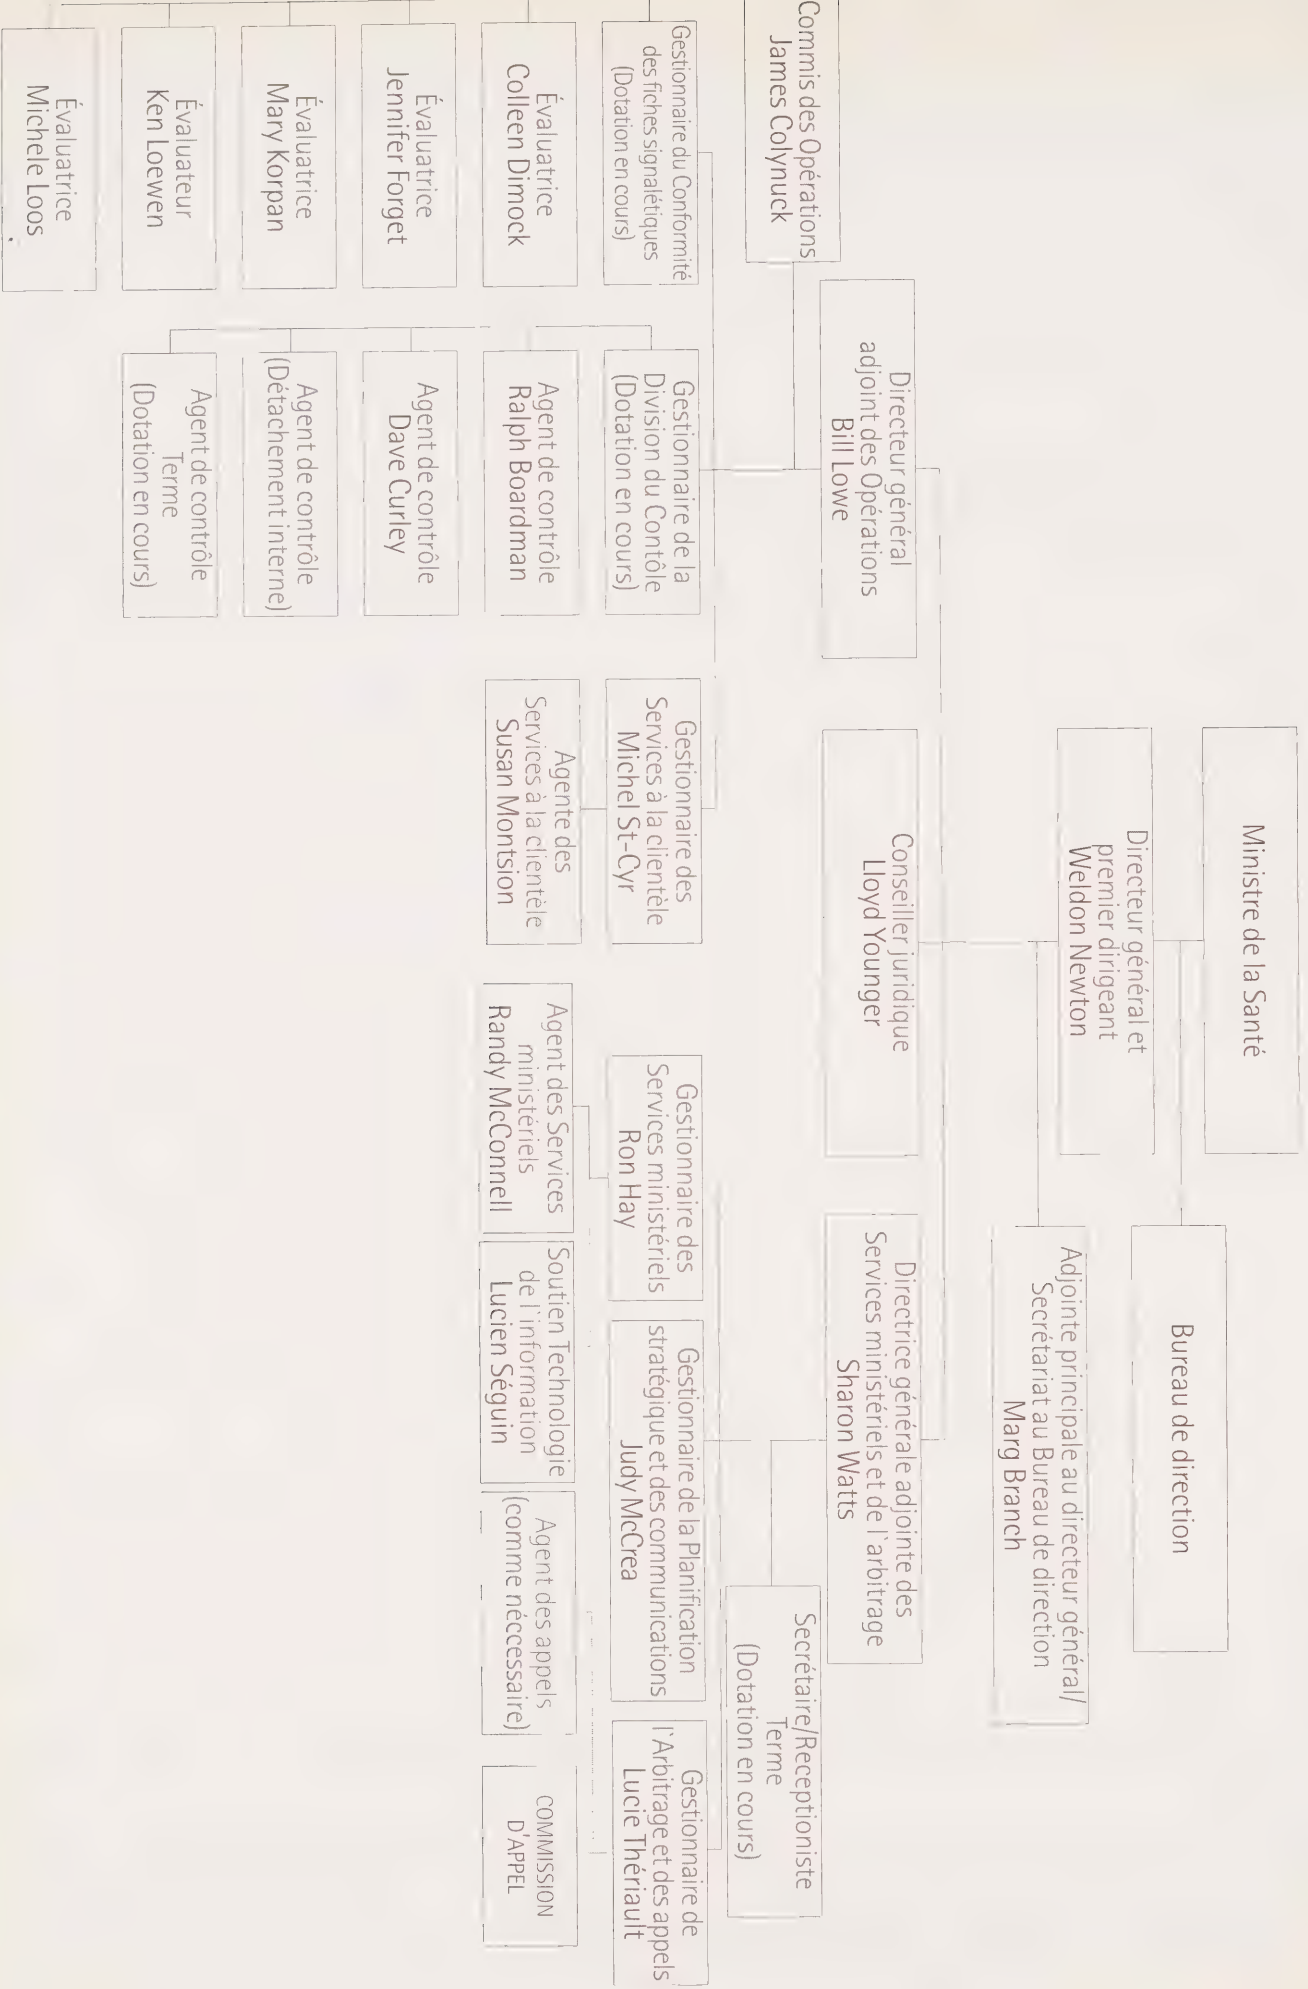 Ministre de la Santé
Bureau de direction
Directeur général et
premier dirigeant
Weldon Newton
Adjointe principale au directeur général/
Secrétariat au Bureau de direction
Marg Branch
Directeur général
adjoint des Opérations
Bill Lowe
Conseiller juridique
Lloyd Younger
Directrice générale adjointe des
Services ministériels et de l'arbitrage
Sharon Watts
Commis des Opérations
James Colynuck
Secrétaire/Receptioniste
Terme
(Dotation en cours)
Gestionnaire du Conformité
des fiches signalétiques
(Dotation en cours)
Gestionnaire de la
Division du Contôle
(Dotation en cours)
Gestionnaire des
Services à la clientèle
Michel St-Cyr
Gestionnaire des
Services ministériels
Ron Hay
Gestionnaire de la Planification
stratégique et des communications
Judy McCrea
Gestionnaire de
l'Arbitrage et des appels
Lucie Thériault
Évaluatrice
Colleen Dimock
Agent de contrôle
Ralph Boardman
Agente des
Services à la clientèle
Susan Montsion
Agent des Services
ministériels
Randy McConnell
Soutien Technologie
de l'information
Lucien Séguin
Agent des appels
(comme néccessaire)
COMMISSION
D'APPEL
Évaluatrice
Jennifer Forget
Agent de contrôle
Dave Curley
Évaluatrice
Mary Korpan
Agent de contrôle
(Détachement interne)
Évaluateur
Ken Loewen
Agent de contrôle
Terme
(Dotation en cours)
Évaluatrice
Michele Loos